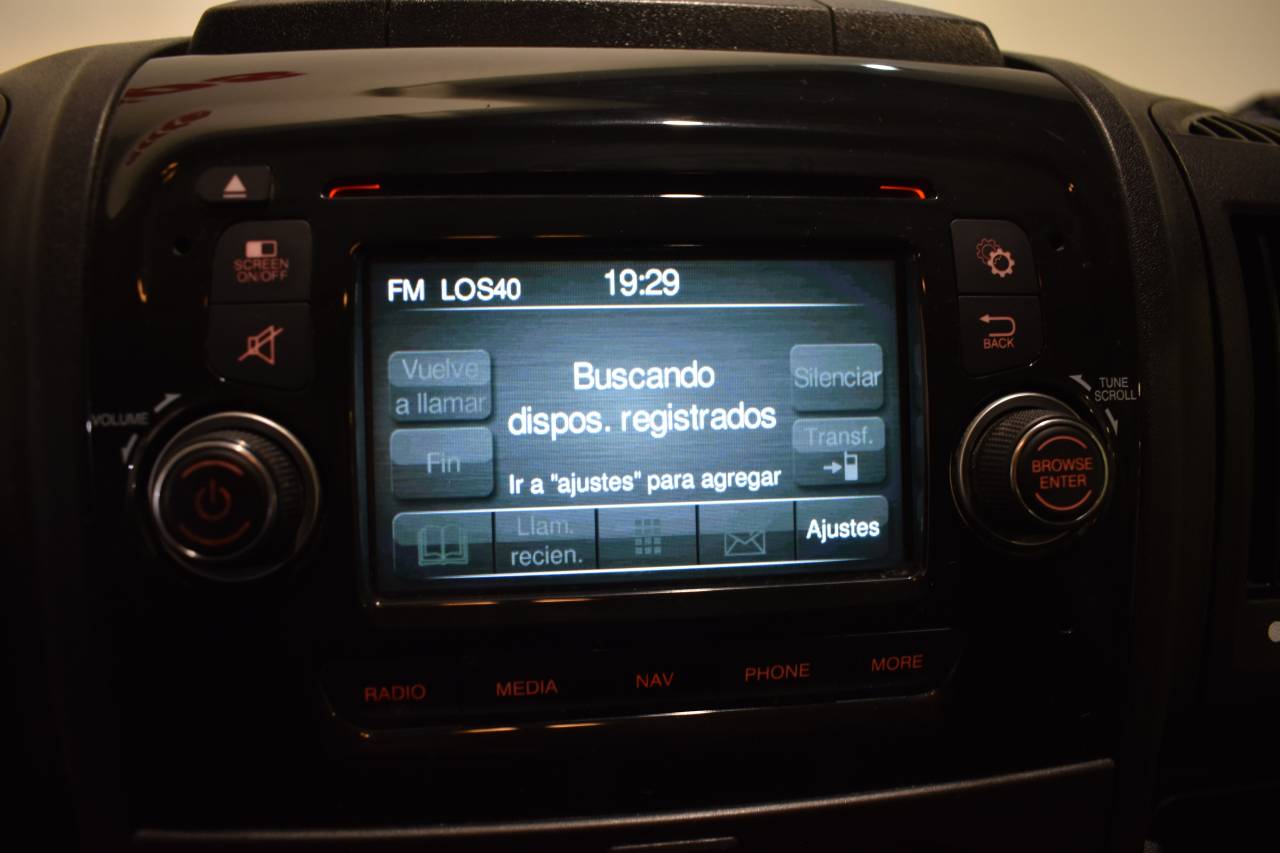 SCREEN
ON/OFF
FM LOS40 19:29
Vuelve
a llamar
Buscando
dispos. registrados
Silenciar
Fin
Transf.
Ir a "ajustes" para agregar
Llam.
recien.
Ajustes
BACK
VOLUME
TUNE
SCROLL
BROWSE
ENTER
RADIO
MEDIA
NAV
PHONE
MORE